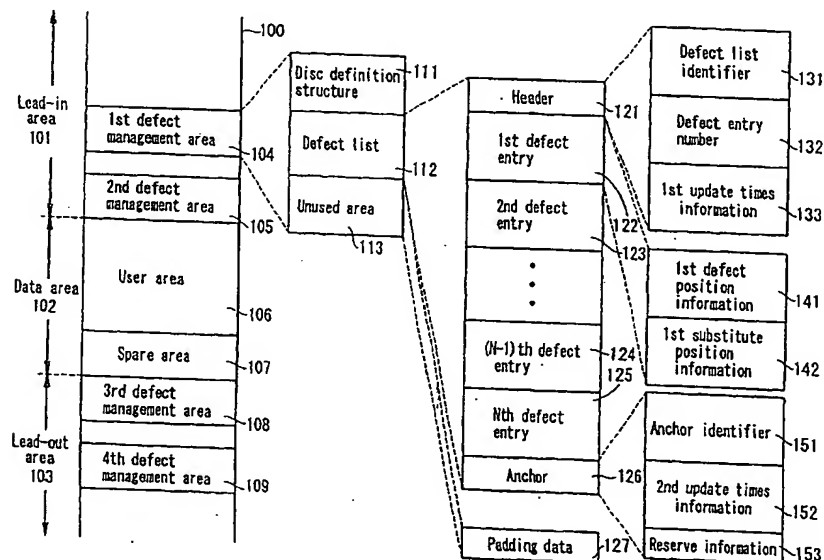 100
Lead-in
area
101
1st defect
management area
104
2nd defect
management area
105
Data area
102
User area
106
Spare area
107
3rd defect
management area
108
Lead-out
area
103
4th defect
management area
109
Disc definition
structure
111
Defect list
112
Unused area
113
Header
121
1st defect
entry
122
2nd defect
entry
123
(N-1)th defect
entry
124
125
Nth defect
entry
Anchor
126
Padding data
127
Defect list
identifier
131
Defect entry
number
132
1st update times
information
133
1st defect
position
information
141
1st substitute
position
information
142
Anchor identifier
151
2nd update times
information
152
Reserve information
153